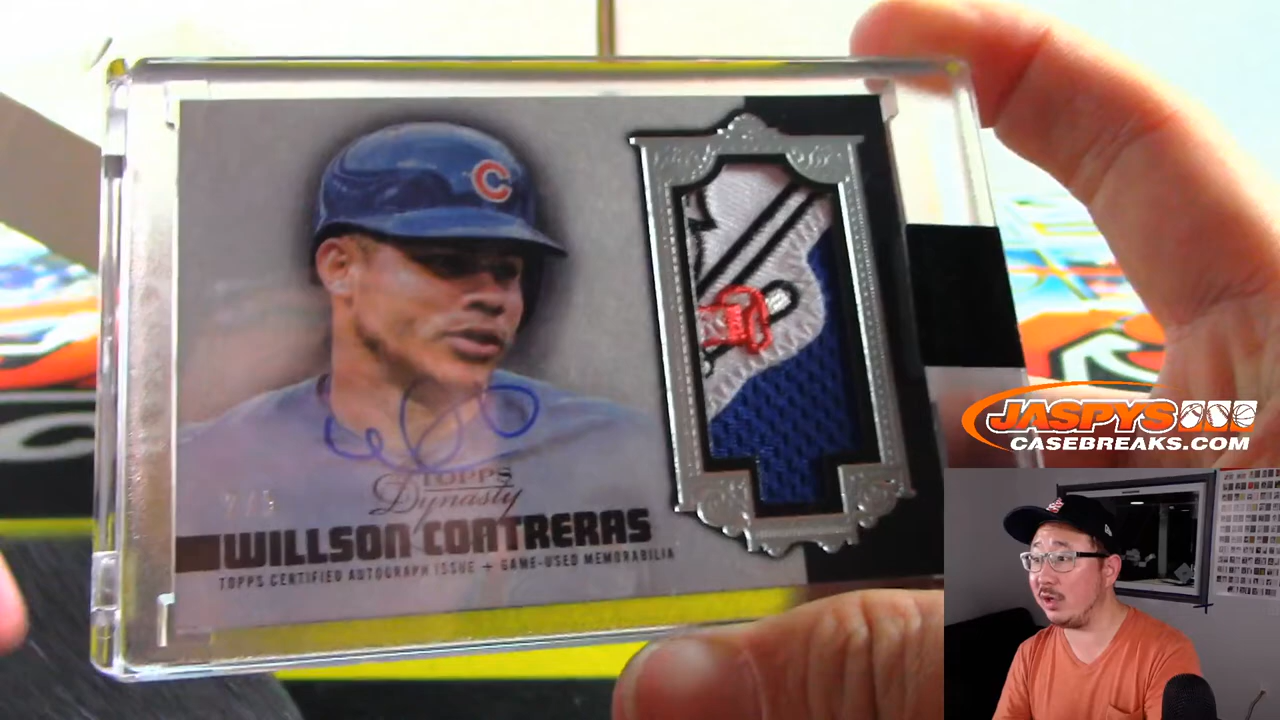 C
TOPPS
Dynasty
WILLSON CONTRERAS
TOPPS CERTIFIED AUTOGRAPH ISSUE + GAME-USED MEMORABILIA
JASPYS
CASEBREAKS.COM